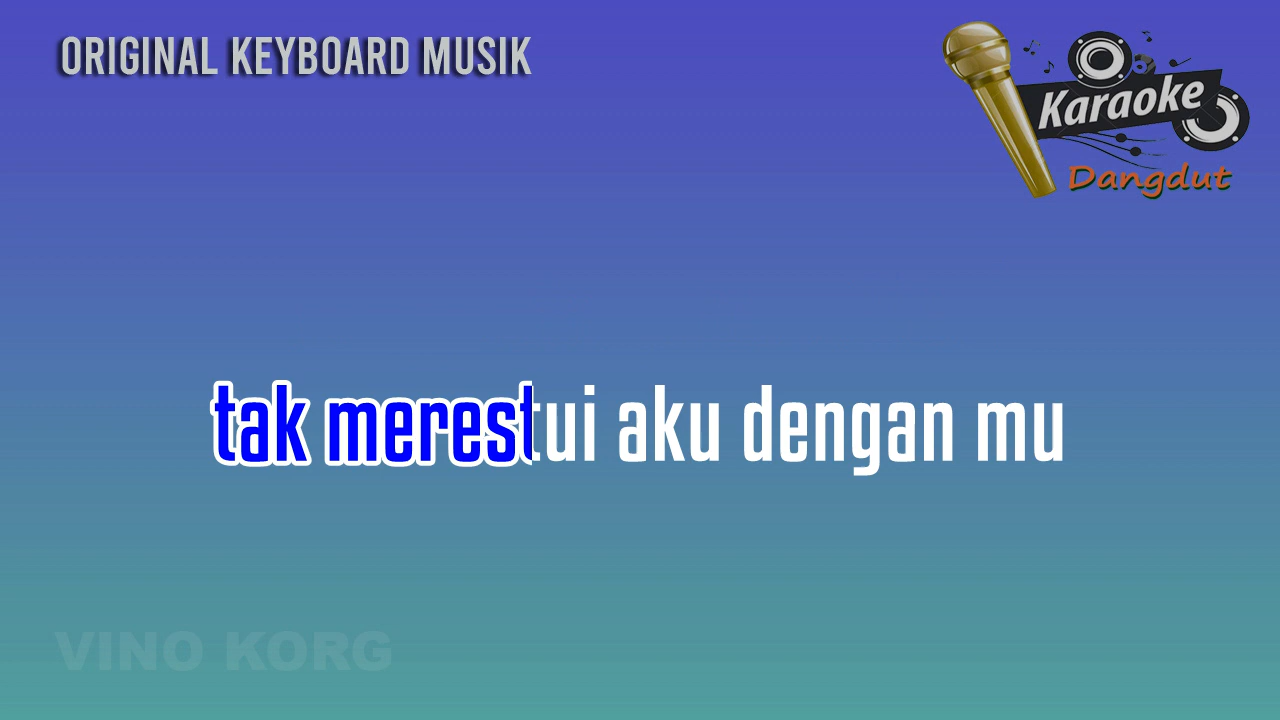 ORIGINAL KEYBOARD MUSIK
Karaoke
Dangdut
tak merestui aku dengan mu
VINO KORG